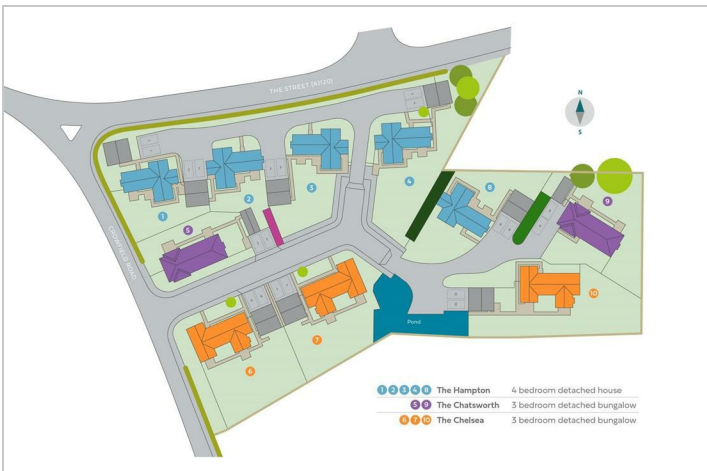 THE STREET (A1120)
N
S
CROWFIELD ROAD
1
2
3
4
5
6
7
8
9
10
Pond
1 2 3 4 8 The Hampton 4 bedroom detached house
5 9 The Chatsworth 3 bedroom detached bungalow
6 7 10 The Chelsea 3 bedroom detached bungalow